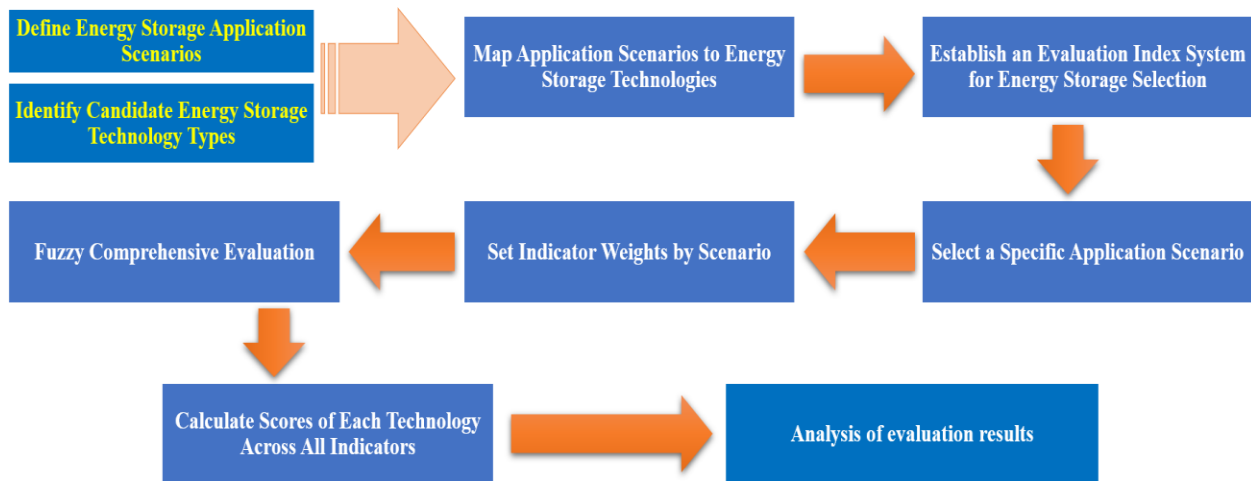 Define Energy Storage Application
Scenarios
Identify Candidate Energy Storage
Technology Types
Map Application Scenarios to Energy
Storage Technologies
Establish an Evaluation Index System
for Energy Storage Selection
Select a Specific Application Scenario
Set Indicator Weights by Scenario
Fuzzy Comprehensive Evaluation
Calculate Scores of Each Technology
Across All Indicators
Analysis of evaluation results